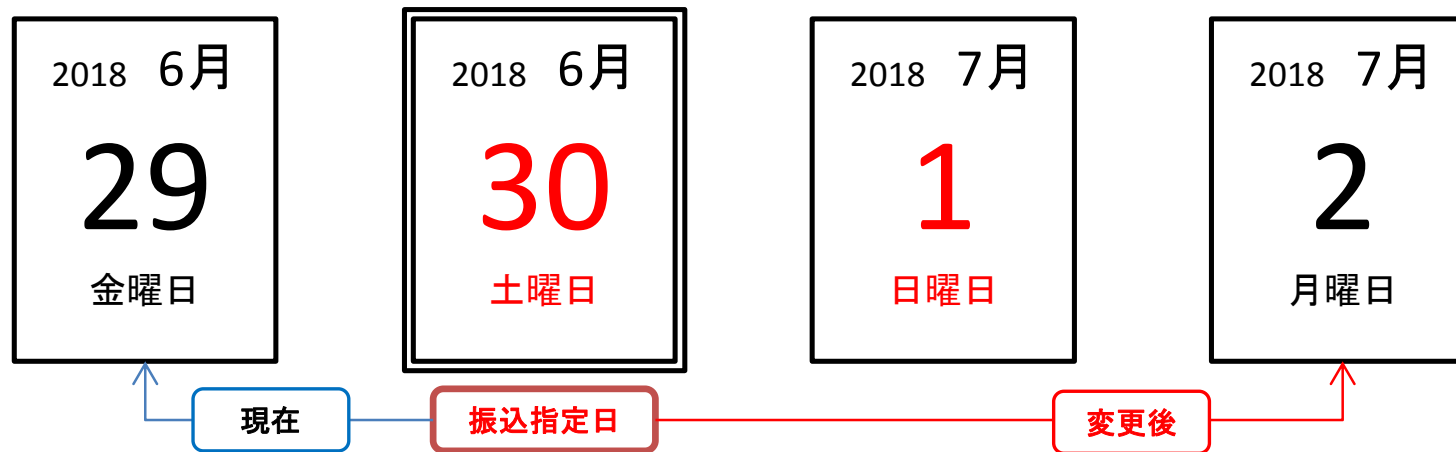 2018 6月
29
金曜日
2018 6月
30
土曜日
2018 7月
1
日曜日
2018 7月
2
月曜日
現在
振込指定日
変更後